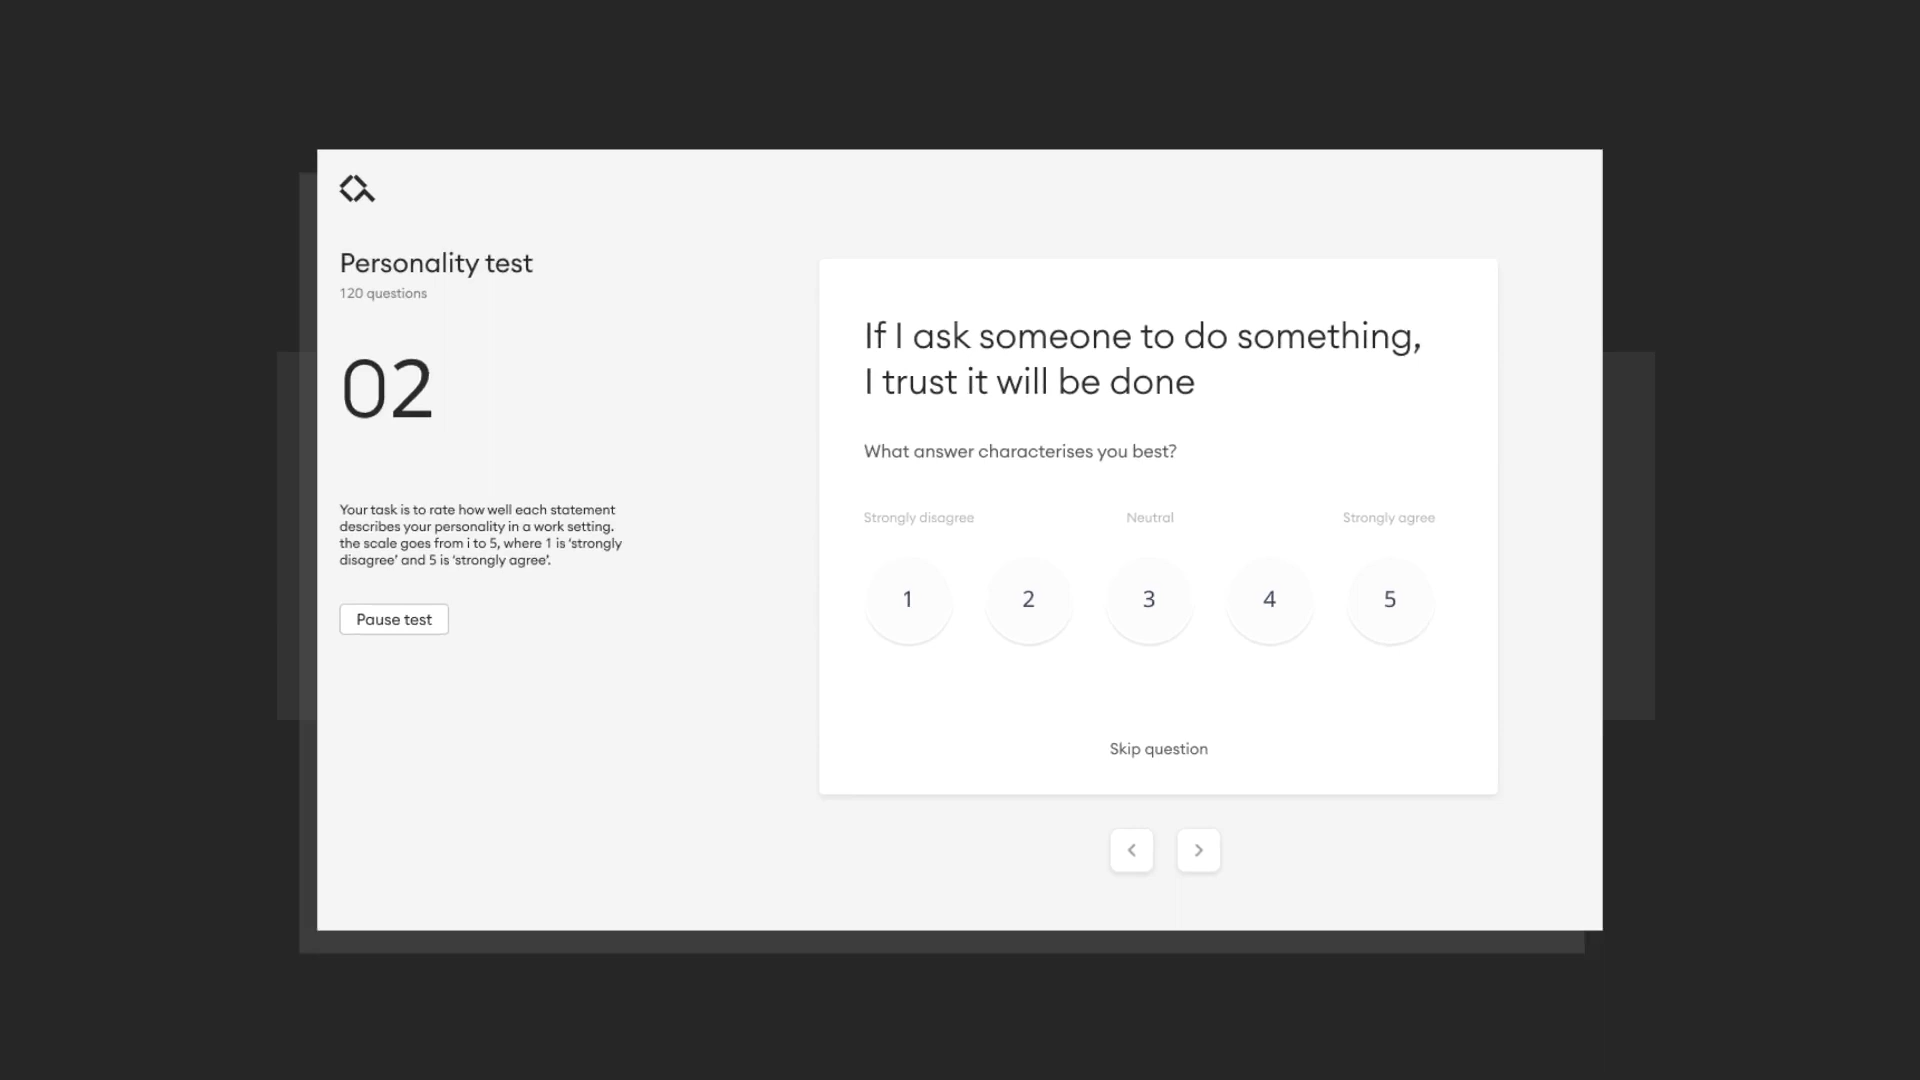 Personality test
120 questions
02
Your task is to rate how well each statement
describes your personality in a work setting.
the scale goes from i to 5, where 1 is ‘strongly
disagree’ and 5 is ‘strongly agree’.
Pause test
If I ask someone to do something,
I trust it will be done
What answer characterises you best?
Strongly disagree Neutral Strongly agree
1 2 3 4 5
Skip question